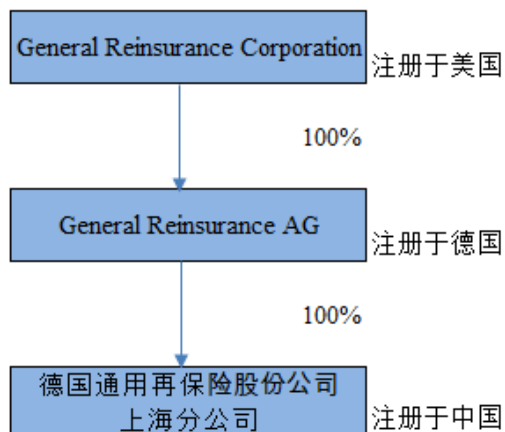 General Reinsurance Corporation
注册于美国
100%
General Reinsurance AG
注册于德国
100%
德国通用再保险股份公司
上海分公司
注册于中国